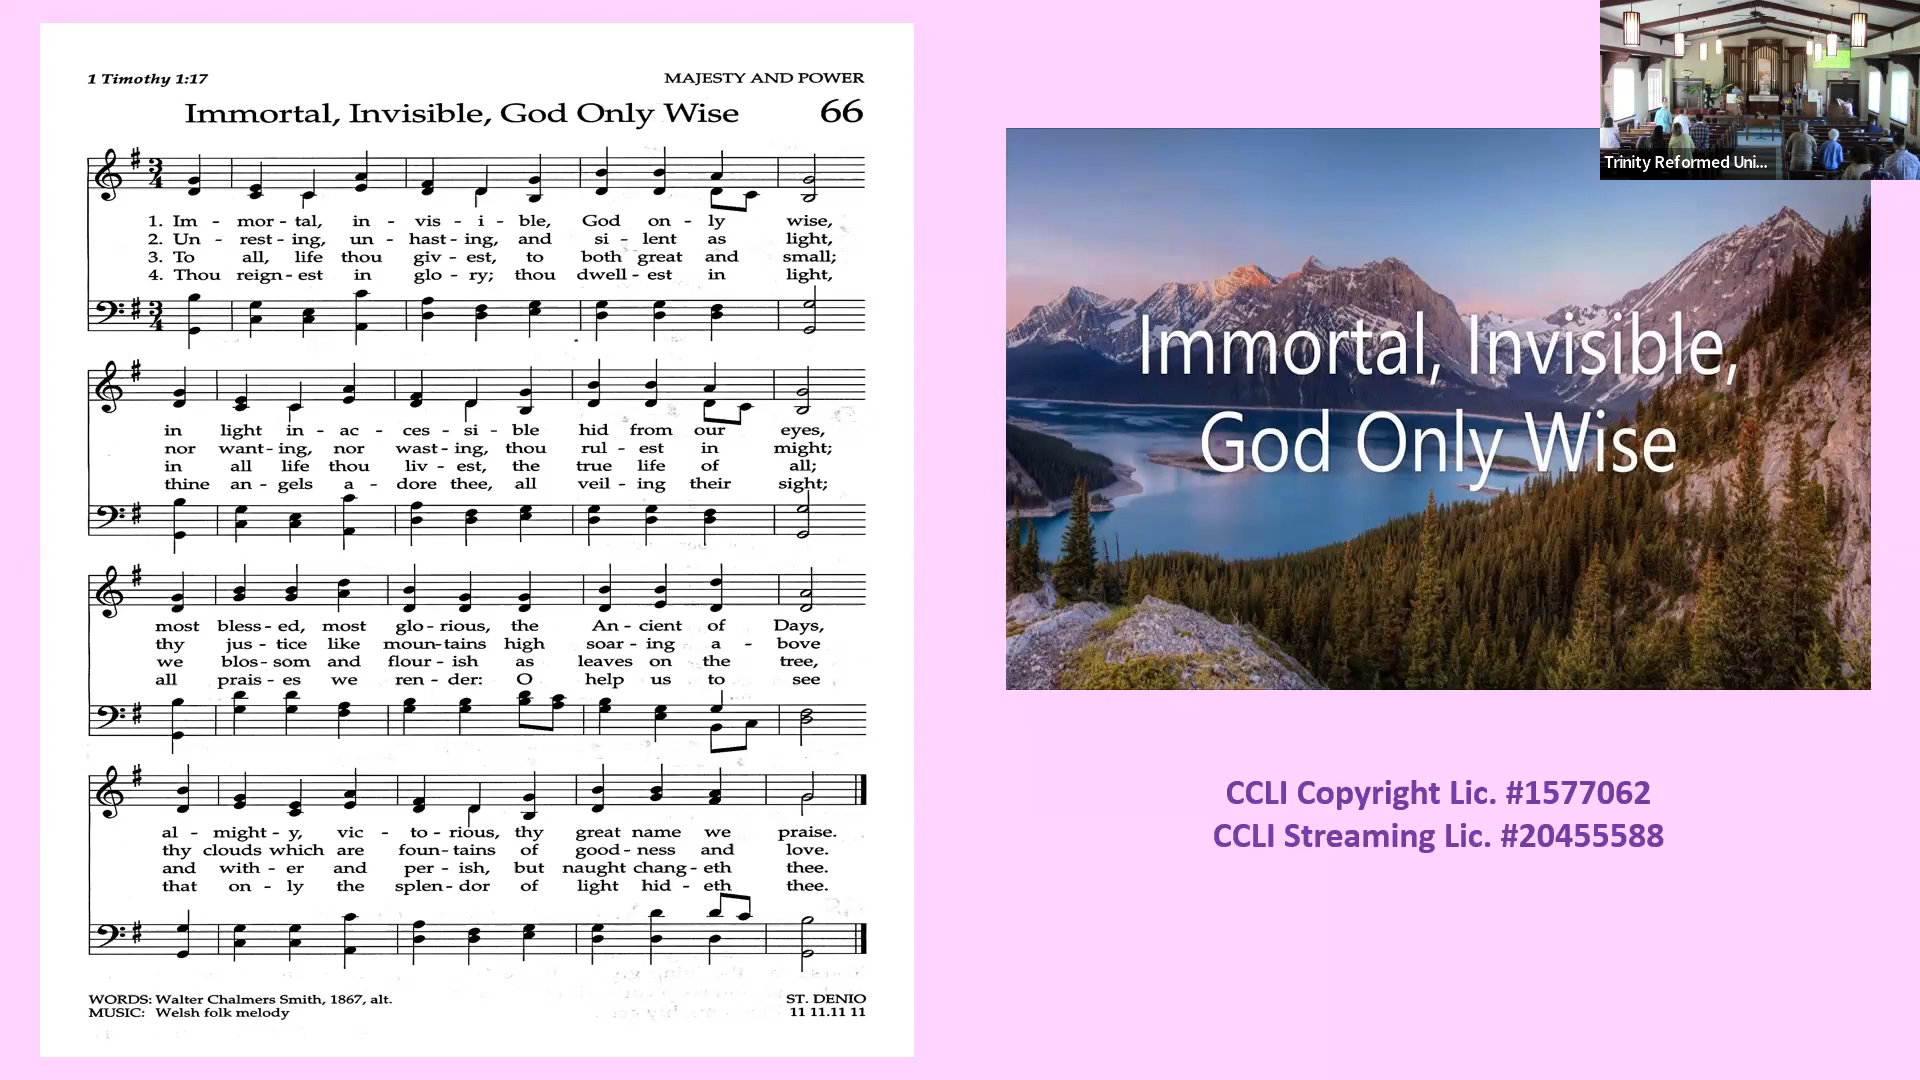 1 Timothy 1:17
MAJESTY AND POWER
Immortal, Invisible, God Only Wise
66
3
4
1. Im - mor - tal, in - vis - i - ble, God on - ly wise,
2. Un - rest - ing, un - hast - ing, and si - lent as light,
3. To all, life thou giv - est, to both great and small;
4. Thou reign - est in glo - ry; thou dwell - est in light,
3
4
in light in - ac - ces - si - ble hid from our eyes,
nor want - ing, nor wast - ing, thou rul - est in might;
in all life thou liv - est, the true life of all;
thine an - gels a - dore thee, all veil - ing their sight;
most bless - ed, most glo - rious, the An - cient of Days,
thy jus - tice like moun - tains high soar - ing a - bove
we blos - som and flour - ish as leaves on the tree,
all prais - es we ren - der: O help us to see
al - might - y, vic - to - rious, thy great name we praise.
thy clouds which are foun - tains of good - ness and love.
and with - er and per - ish, but naught chang - eth thee.
that on - ly the splen - dor of light hid - eth thee.
WORDS: Walter Chalmers Smith, 1867, alt.
MUSIC: Welsh folk melody
ST. DENIO
11 11.11 11
Trinity Reformed Uni...
Immortal, Invisible,
God Only Wise
CCLI Copyright Lic. #1577062
CCLI Streaming Lic. #20455588